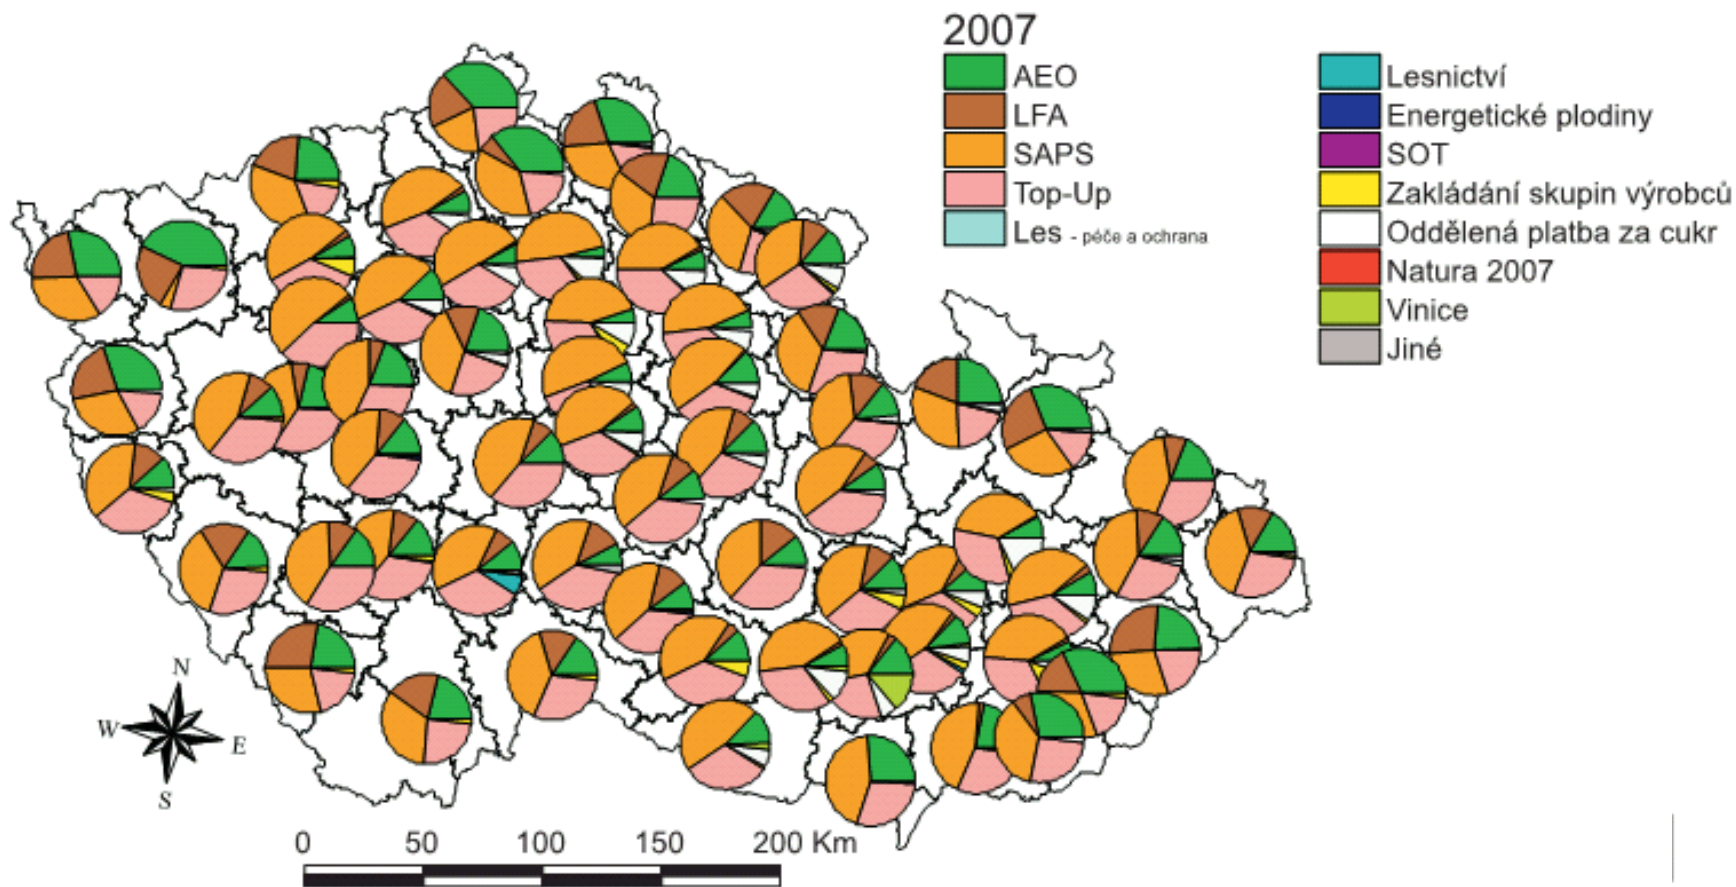 2007
AEO
LFA
SAPS
Top-Up
Les - péče a ochrana
Lesnictví
Energetické plodiny
SOT
Zakládání skupin výrobců
Oddělená platba za cukr
Natura 2007
Vinice
Jiné
N
W
E
S
0 50 100 150 200 Km